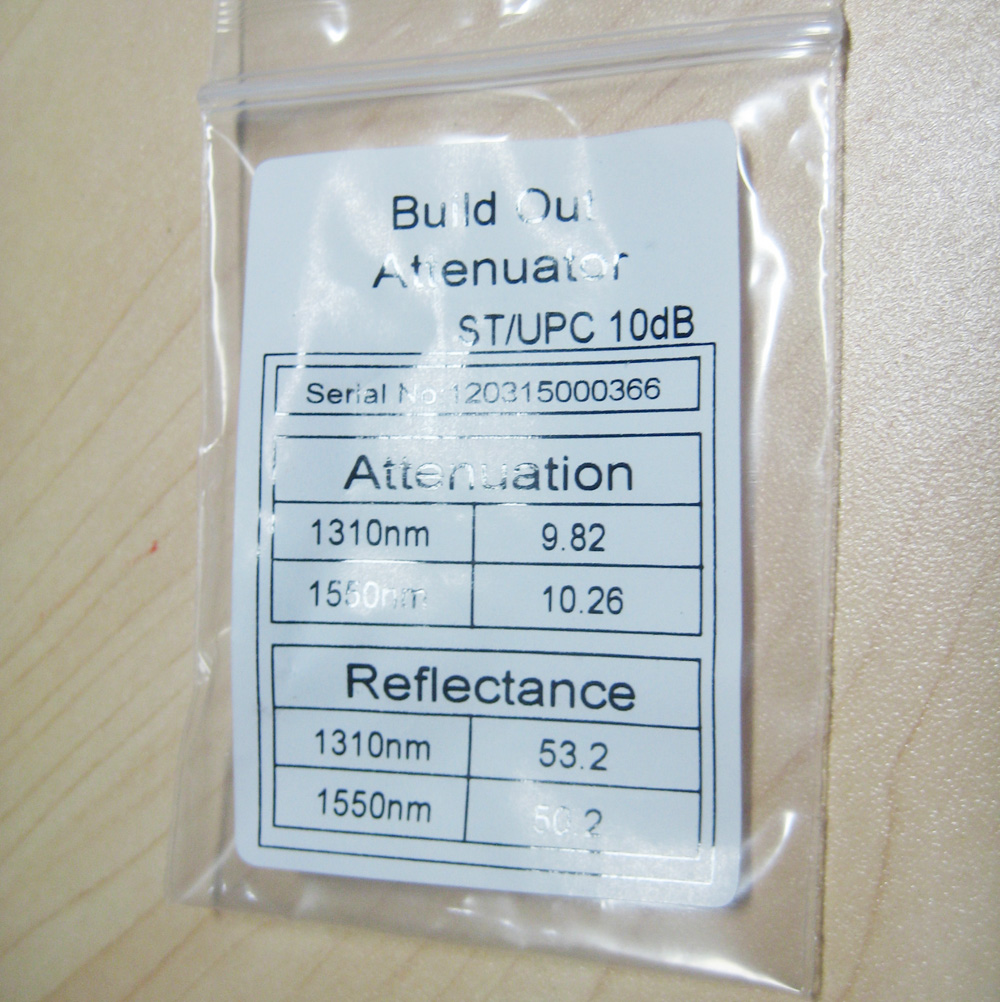 Build Out
Attenuator
ST/UPC 10dB
Serial No 120315000366
Attenuation
1310nm 9.82
1550nm 10.26
Reflectance
1310nm 53.2
1550nm 50.2